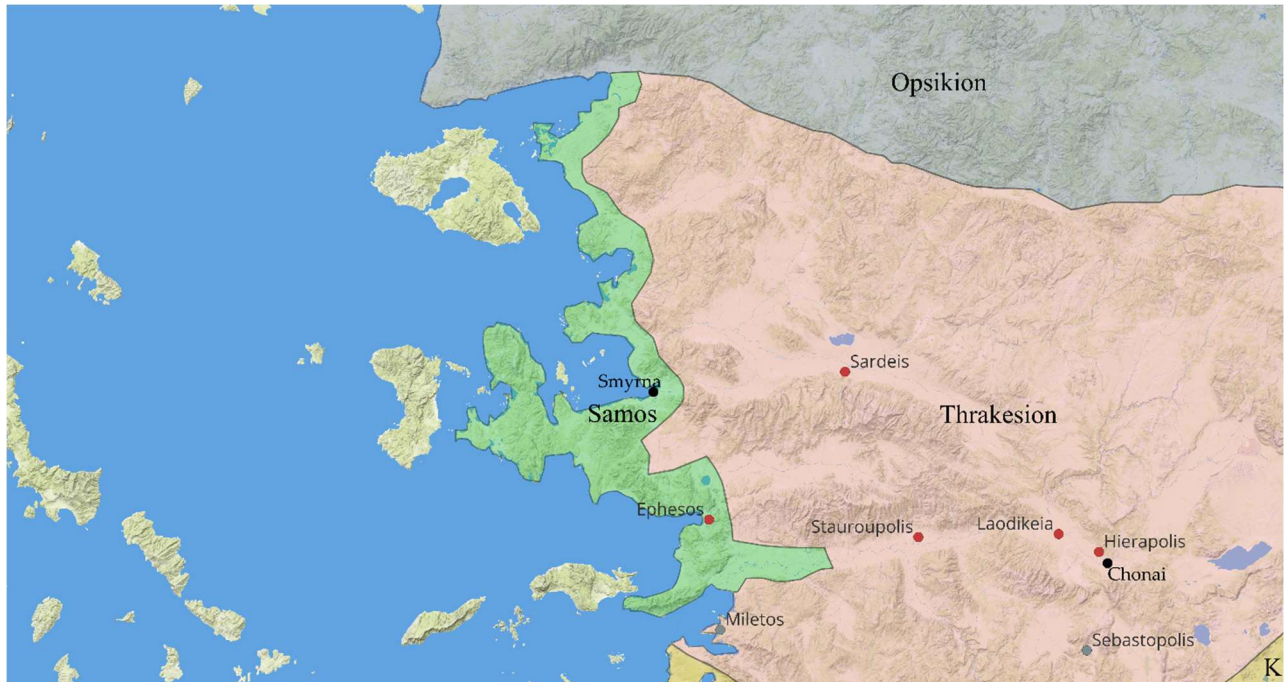 Opsikion
Sardeis
Smyrna
Samos
Thrakesion
Ephesos
Stauroupolis
Laodikeia
Hierapolis
Chonai
Miletos
Sebastopolis
K